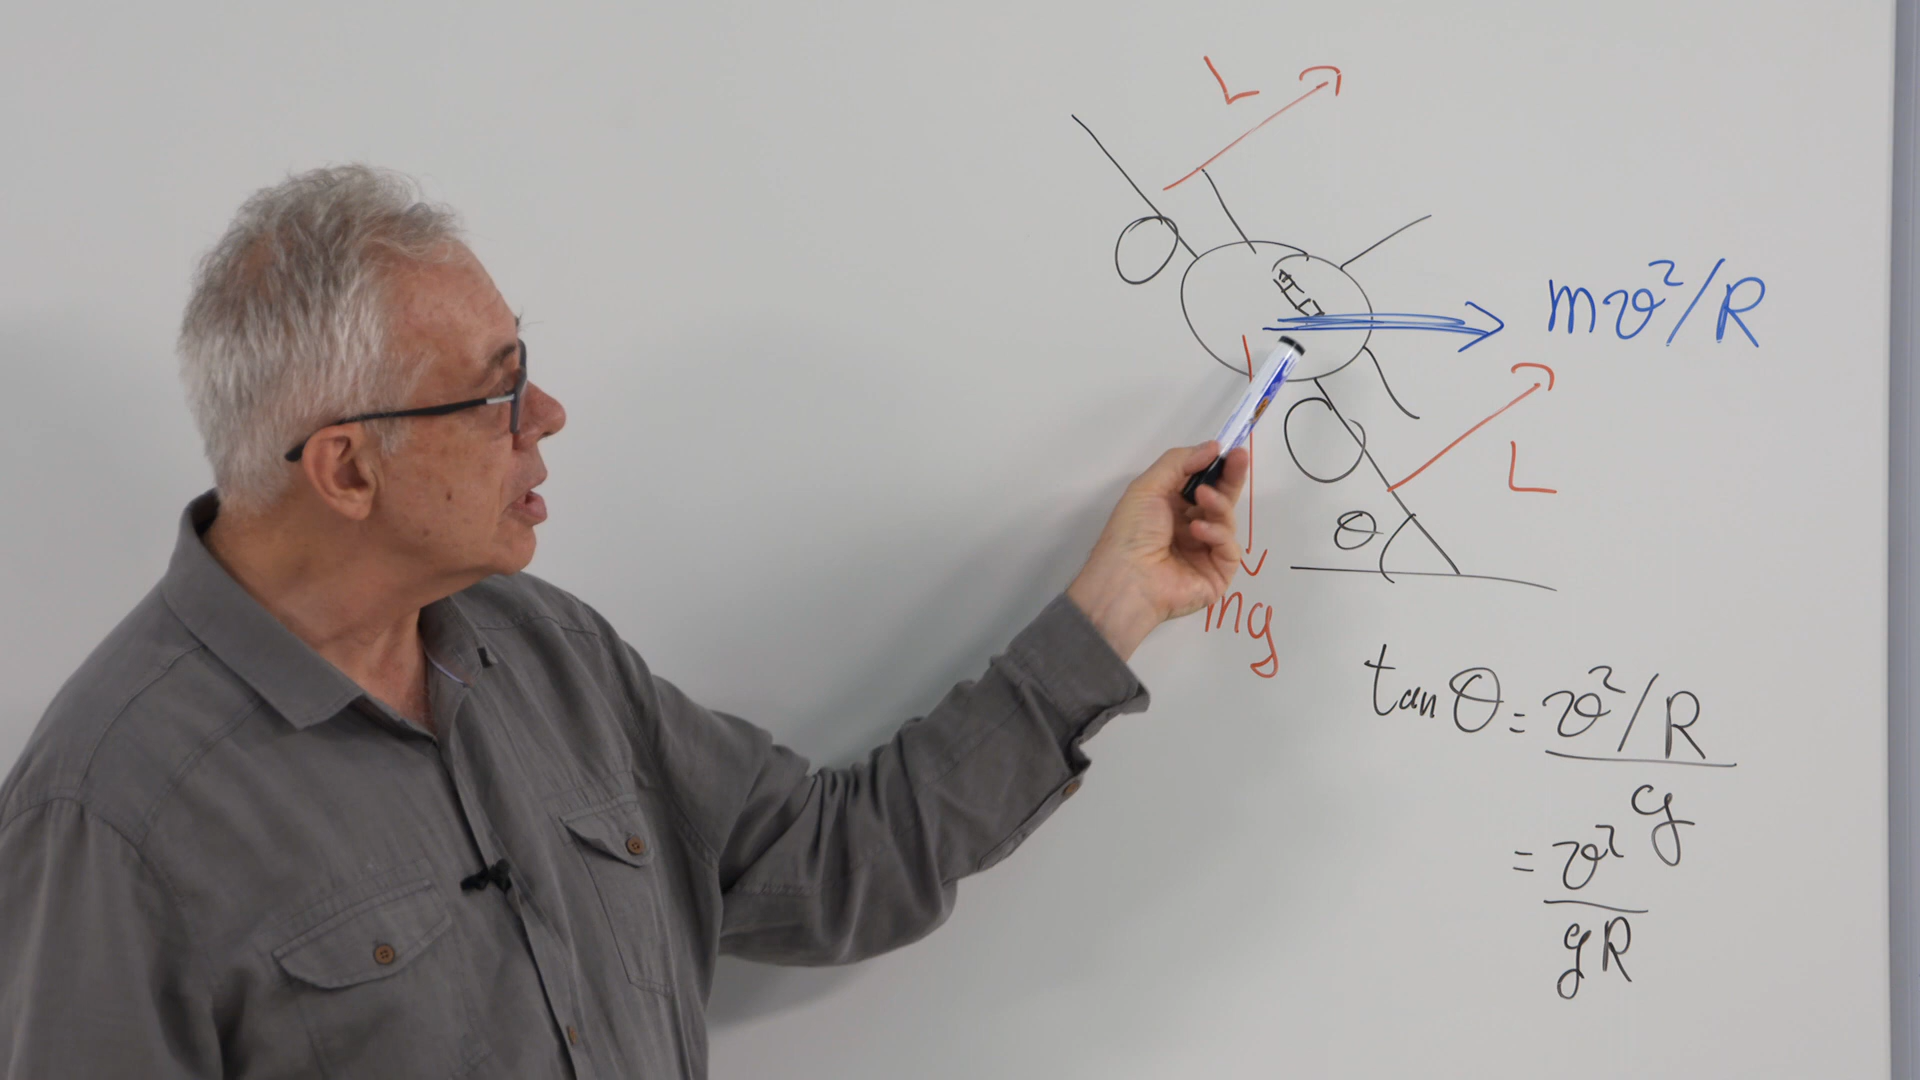 L
mv²/R
L
θ
mg
tan θ = v²/R
g
= v²
gR